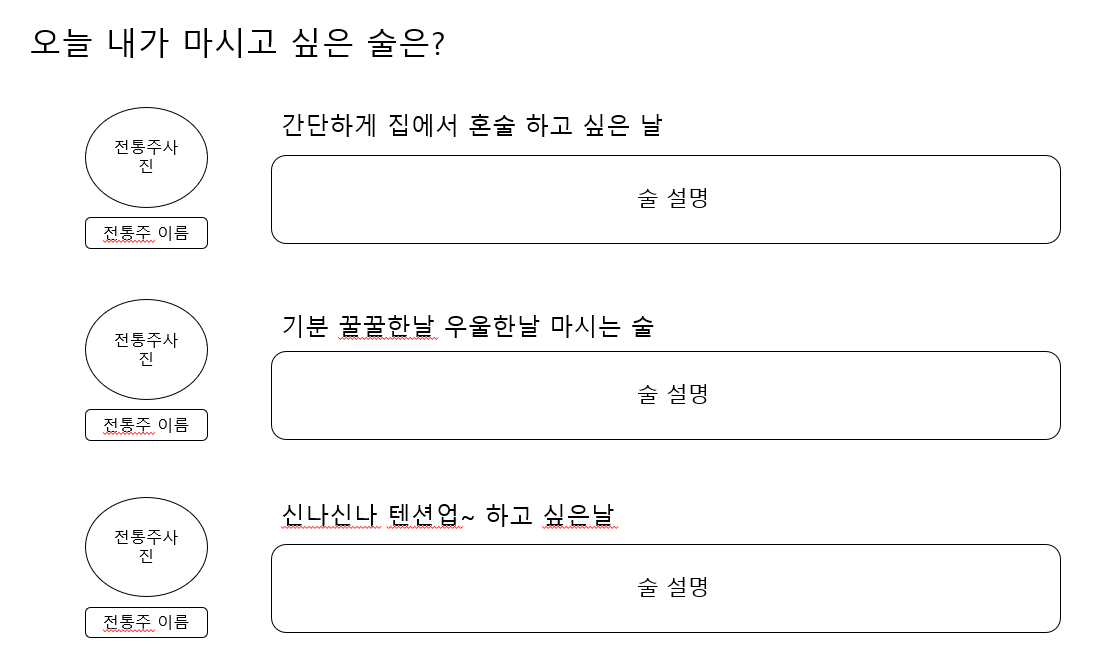 오늘 내가 마시고 싶은 술은?
간단하게 집에서 혼술 하고 싶은 날
전통주사
진
술 설명
전통주 이름
기분 꿀꿀한날 우울한날 마시는 술
전통주사
진
술 설명
전통주 이름
신나신나 텐션업~ 하고 싶은날
전통주사
진
술 설명
전통주 이름